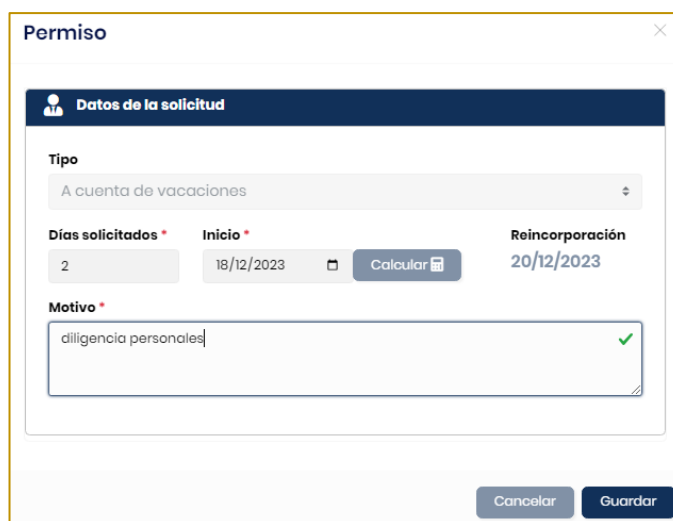 Permiso
Datos de la solicitud
Tipo
A cuenta de vacaciones
Días solicitados * Inicio * Reincorporación
2 18/12/2023 Calcular 20/12/2023
Motivo *
diligencia personales
Cancelar Guardar